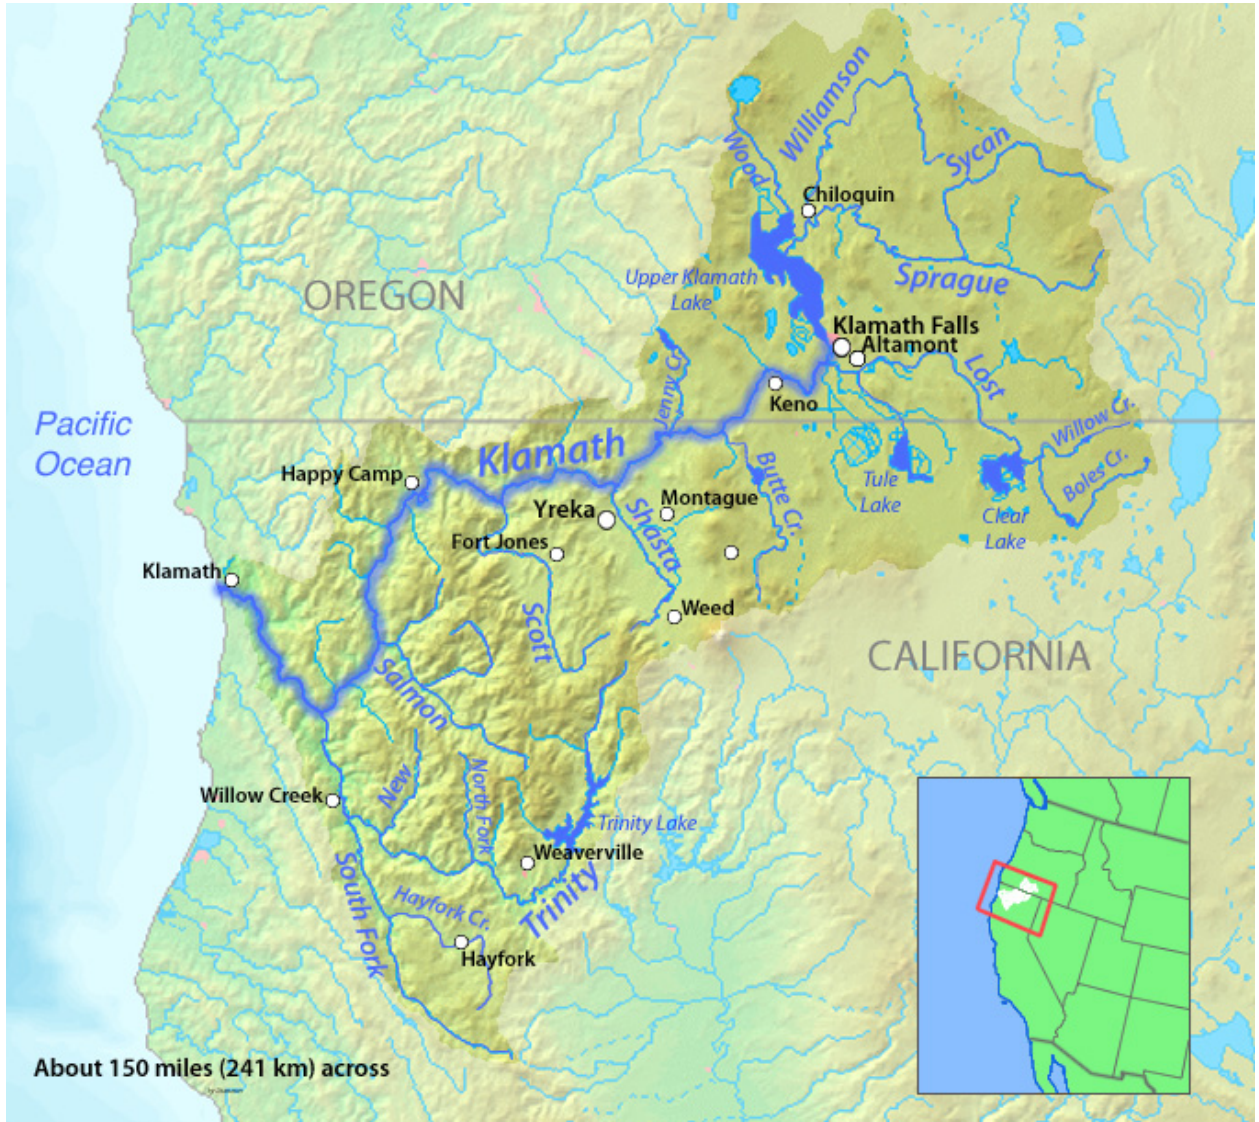 Williamson
Wood
Sycan
Chiloquin
Upper Klamath
Lake
Sprague
OREGON
Klamath Falls
Altamont
Lost
Jenny Cr.
Keno
Pacific
Ocean
Willow Cr.
Klamath
Happy Camp
Butte Cr.
Boles Cr.
Tule
Lake
Montague
Yreka
Shasta
Clear
Lake
Fort Jones
Klamath
Weed
Scott
CALIFORNIA
Salmon
New
North Fork
Willow Creek
Trinity Lake
Weaverville
Trinity
South Fork
Hayfork Cr.
Hayfork
About 150 miles (241 km) across